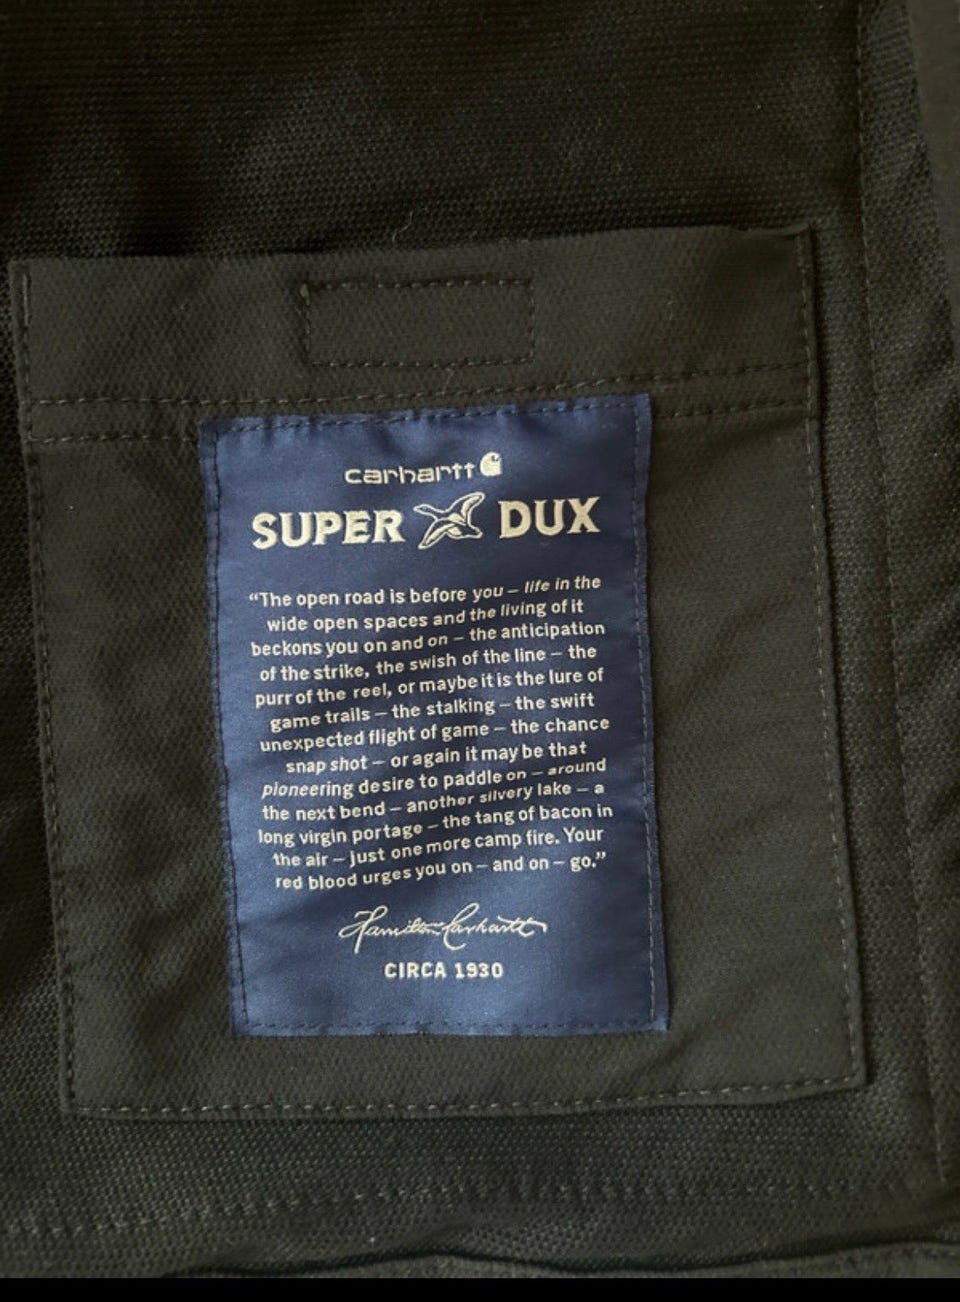 carhartt
SUPER DUX
“The open road is before you – life in the
wide open spaces and the living of it
beckons you on and on – the anticipation
of the strike, the swish of the line – the
purr of the reel, or maybe it is the lure of
game trails – the stalking – the swift
unexpected flight of game – the chance
snap shot – or again it may be that
pioneering desire to paddle on – around
the next bend – another silvery lake – a
long virgin portage – the tang of bacon in
the air – just one more camp fire. Your
red blood urges you on – and on – go.”
Hamilton Carhartt
CIRCA 1930